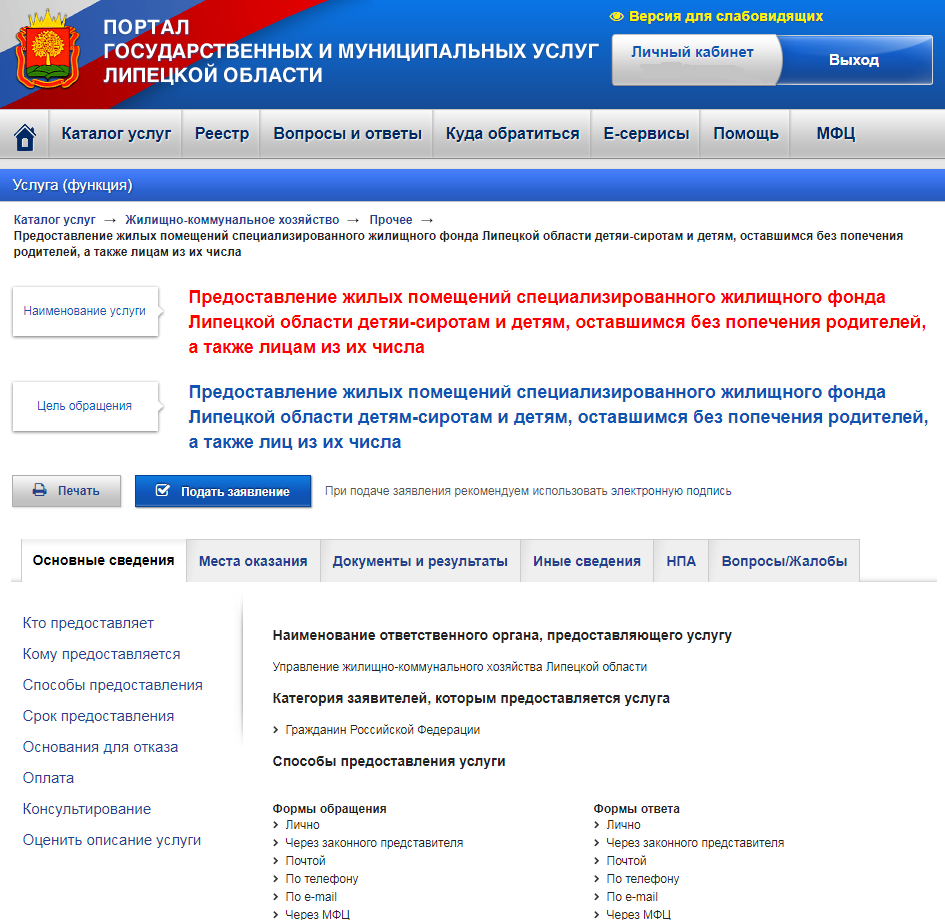 ПОРТАЛ
ГОСУДАРСТВЕННЫХ И МУНИЦИПАЛЬНЫХ УСЛУГ
ЛИПЕЦКОЙ ОБЛАСТИ
Версия для слабовидящих
Личный кабинет
Выход
Каталог услуг
Реестр
Вопросы и ответы
Куда обратиться
Е-сервисы
Помощь
МФЦ
Услуга (функция)
Каталог услуг → Жилищно-коммунальное хозяйство → Прочее →
Предоставление жилых помещений специализированного жилищного фонда Липецкой области детяи-сиротам и детям, оставшимся без попечения
родителей, а также лицам из их числа
Наименование услуги
Предоставление жилых помещений специализированного жилищного фонда
Липецкой области детяи-сиротам и детям, оставшимся без попечения родителей,
а также лицам из их числа
Цель обращения
Предоставление жилых помещений специализированного жилищного фонда
Липецкой области детям-сиротам и детям, оставшимся без попечения родителей,
а также лиц из их числа
Печать
Подать заявление
При подаче заявления рекомендуем использовать электронную подпись
Основные сведения
Места оказания
Документы и результаты
Иные сведения
НПА
Вопросы/Жалобы
Кто предоставляет
Кому предоставляется
Способы предоставления
Срок предоставления
Основания для отказа
Оплата
Консультирование
Оценить описание услуги
Наименование ответственного органа, предоставляющего услугу
Управление жилищно-коммунального хозяйства Липецкой области
Категория заявителей, которым предоставляется услуга
Гражданин Российской Федерации
Способы предоставления услуги
Формы обращения
Лично
Через законного представителя
Почтой
По телефону
По e-mail
Через МФЦ
Формы ответа
Лично
Через законного представителя
Почтой
По телефону
По e-mail
Через МФЦ